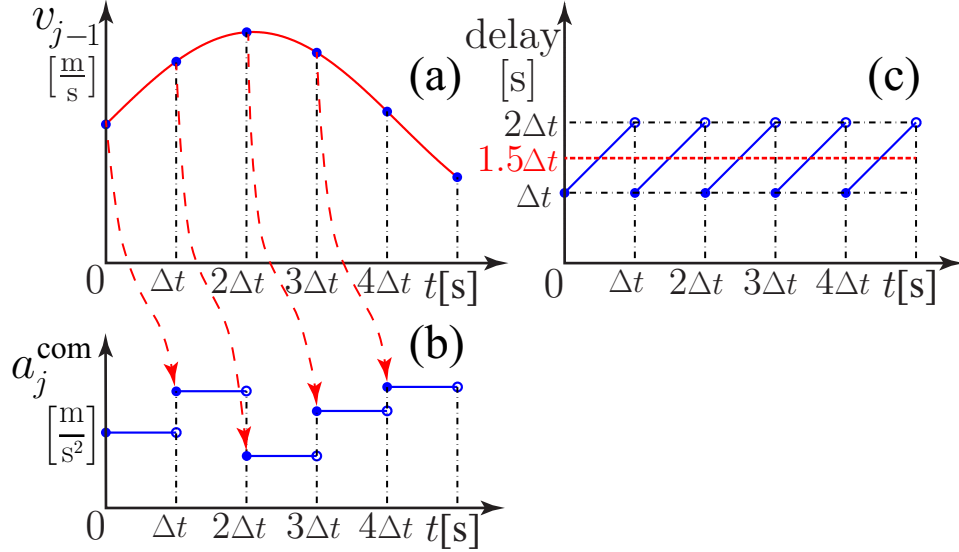 v_{j−1}
[m/s]
(a)
0 Δt 2Δt 3Δt 4Δt t[s]
a_j^{com}
[m/s²]
(b)
0 Δt 2Δt 3Δt 4Δt t[s]
delay
[s]
(c)
2Δt
1.5Δt
Δt
0 Δt 2Δt 3Δt 4Δt t[s]